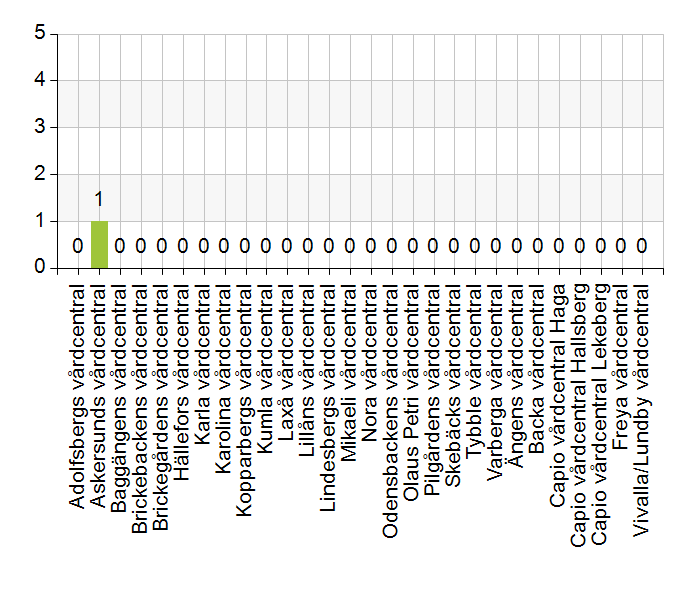 5
4
3
2
1
0
1
0 0 0 0 0 0 0 0 0 0 0 0 0 0 0 0 0 0 0 0 0 0 0 0 0 0 0
Adolfsbergs vårdcentral
Askersunds vårdcentral
Baggängens vårdcentral
Brickebackens vårdcentral
Brickegårdens vårdcentral
Hällefors vårdcentral
Karla vårdcentral
Karolina vårdcentral
Kopparbergs vårdcentral
Kumla vårdcentral
Laxå vårdcentral
Lillåns vårdcentral
Lindesbergs vårdcentral
Mikaeli vårdcentral
Nora vårdcentral
Odensbackens vårdcentral
Olaus Petri vårdcentral
Pilgårdens vårdcentral
Skebäcks vårdcentral
Tybble vårdcentral
Varberga vårdcentral
Ängens vårdcentral
Backa vårdcentral
Capio vårdcentral Haga
Capio vårdcentral Hallsberg
Capio vårdcentral Lekeberg
Freya vårdcentral
Vivalla/Lundby vårdcentral